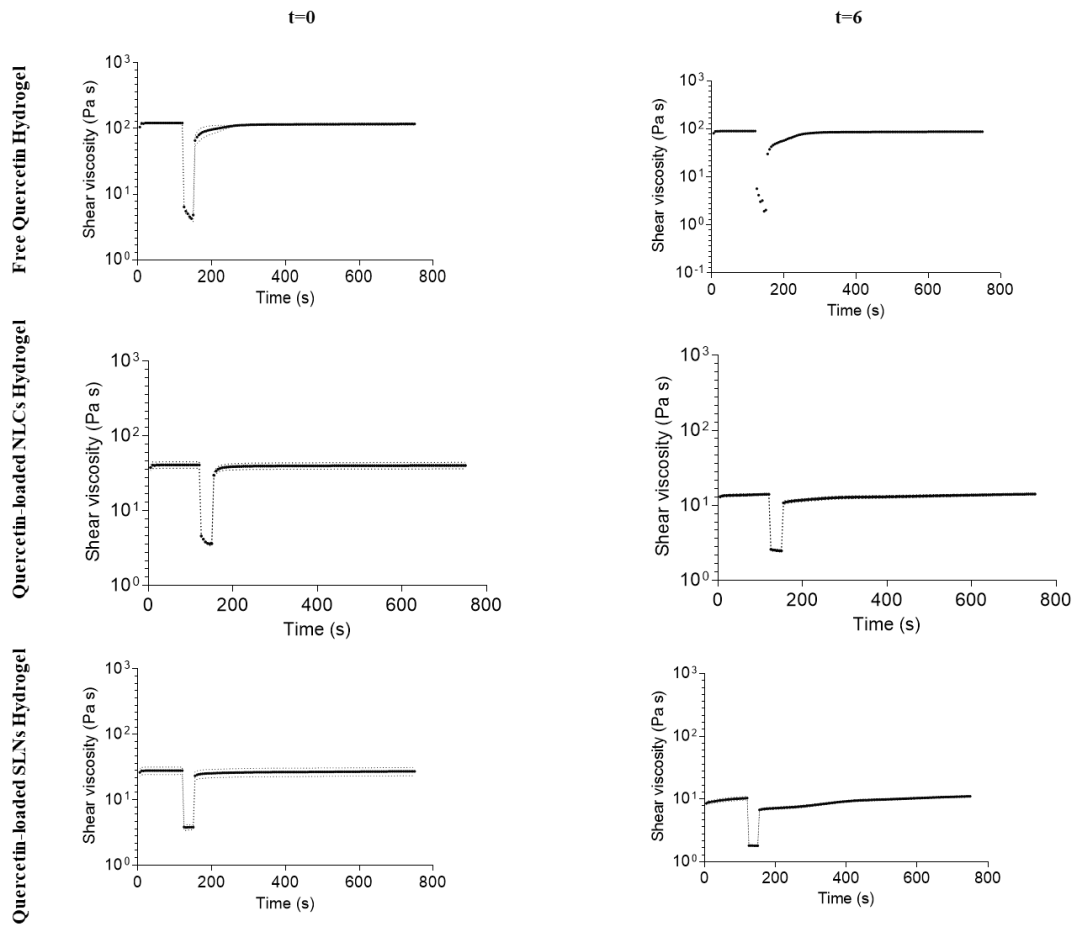 t=0
t=6
Free Quercetin Hydrogel
Shear viscosity (Pa s)
10³
10²
10¹
10⁰
0 200 400 600 800
Time (s)
Shear viscosity (Pa s)
10³
10²
10¹
10⁰
10⁻¹
0 200 400 600 800
Time (s)
Quercetin-loaded NLCs Hydrogel
Shear viscosity (Pa s)
10³
10²
10¹
10⁰
0 200 400 600 800
Time (s)
Shear viscosity (Pa s)
10³
10²
10¹
10⁰
0 200 400 600 800
Time (s)
Quercetin-loaded SLNs Hydrogel
Shear viscosity (Pa s)
10³
10²
10¹
10⁰
0 200 400 600 800
Time (s)
Shear viscosity (Pa s)
10³
10²
10¹
10⁰
0 200 400 600 800
Time (s)